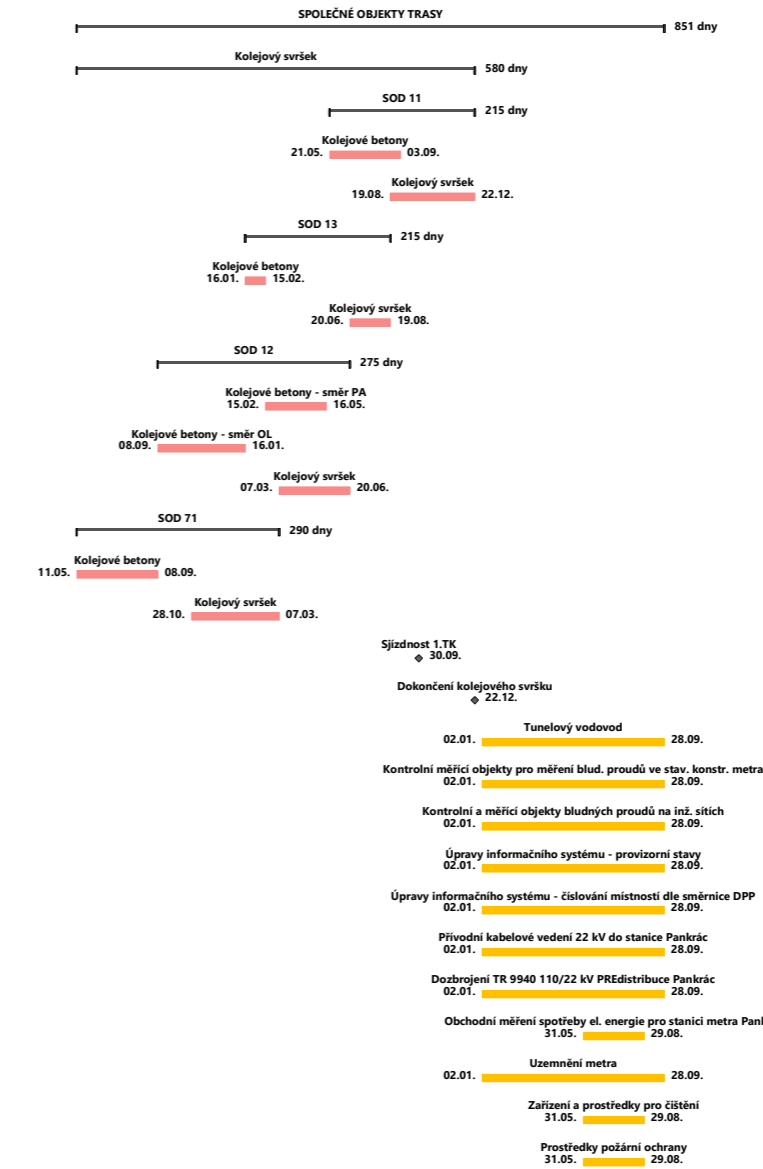 SPOLEČNÉ OBJEKTY TRASY
851 dny
Kolejový svršek
580 dny
SOD 11
215 dny
Kolejové betony
21.05. 03.09.
Kolejový svršek
19.08. 22.12.
SOD 13
215 dny
Kolejové betony
16.01. 15.02.
Kolejový svršek
20.06. 19.08.
SOD 12
275 dny
Kolejové betony - směr PA
15.02. 16.05.
Kolejové betony - směr OL
08.09. 16.01.
Kolejový svršek
07.03. 20.06.
SOD 71
290 dny
Kolejové betony
11.05. 08.09.
Kolejový svršek
28.10. 07.03.
Sjízdnost 1.TK
30.09.
Dokončení kolejového svršku
22.12.
Tunelový vodovod
02.01. 28.09.
Kontrolní měřící objekty pro měření blud. proudů ve stav. konstr. metra
02.01. 28.09.
Kontrolní a měřící objekty bludných proudů na inž. sítích
02.01. 28.09.
Úpravy informačního systému - provizorní stavy
02.01. 28.09.
Úpravy informačního systému - číslování místností dle směrnice DPP
02.01. 28.09.
Přívodní kabelové vedení 22 kV do stanice Pankrác
02.01. 28.09.
Dozbrojení TR 9940 110/22 kV PREdistribuce Pankrác
02.01. 28.09.
Obchodní měření spotřeby el. energie pro stanici metra Pank
31.05. 29.08.
Uzemnění metra
02.01. 28.09.
Zařízení a prostředky pro čištění
31.05. 29.08.
Prostředky požární ochrany
31.05. 29.08.